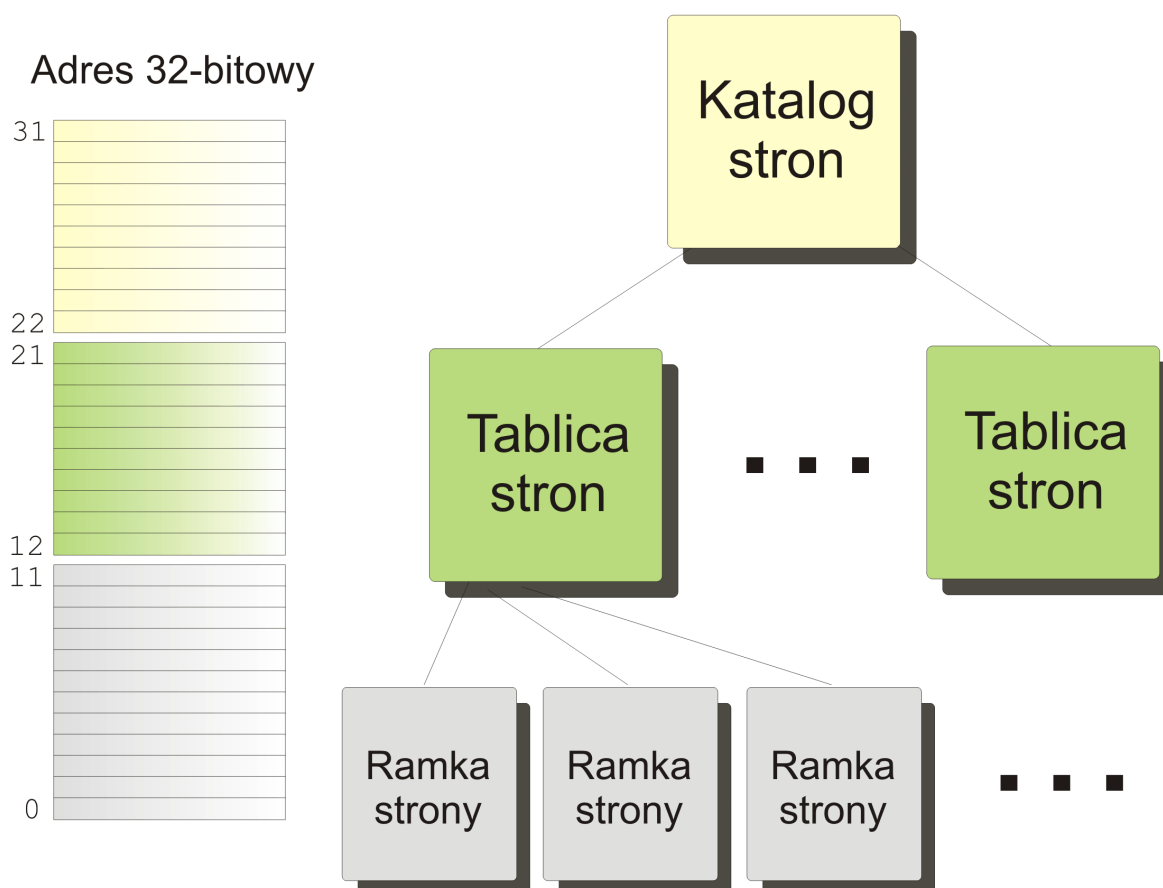 Adres 32-bitowy
31
22
21
12
11
0
Katalog
stron
Tablica
stron
Tablica
stron
Ramka
strony
Ramka
strony
Ramka
strony